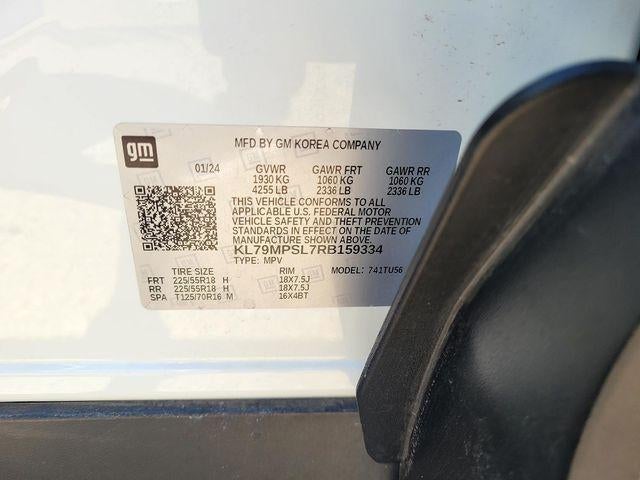 gm
MFD BY GM KOREA COMPANY
01/24 GVWR GAWR FRT GAWR RR
1930 KG 1060 KG 1060 KG
4255 LB 2336 LB 2336 LB
THIS VEHICLE CONFORMS TO ALL
APPLICABLE U.S. FEDERAL MOTOR
VEHICLE SAFETY AND THEFT PREVENTION
STANDARDS IN EFFECT ON THE DATE OF
MANUFACTURE SHOWN ABOVE.
KL79MPSL7RB159334
TYPE: MPV
TIRE SIZE RIM MODEL: 741TU56
FRT 225/55R18 H 18X7.5J
RR 225/55R18 H 18X7.5J
SPA T125/70R16 M 16X4BT